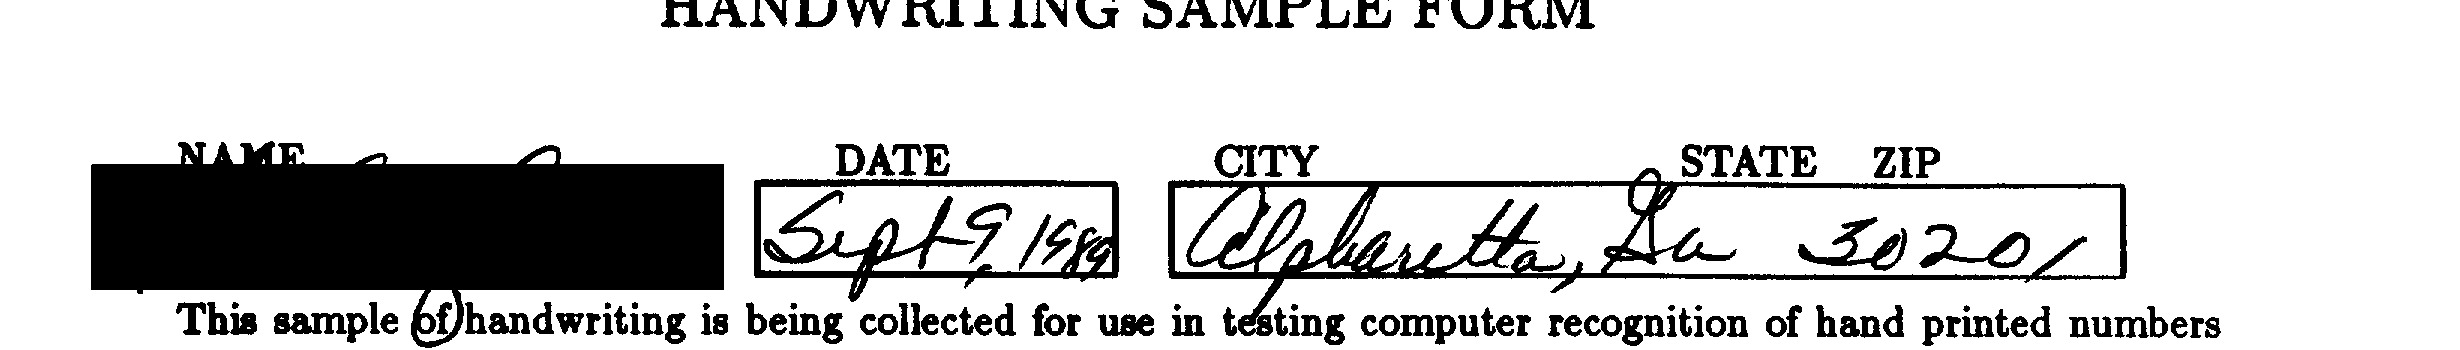 HANDWRITING SAMPLE FORM
NAME DATE CITY STATE ZIP
Sept 9, 1989 Alpharetta, Ga 30201
This sample of handwriting is being collected for use in testing computer recognition of hand printed numbers